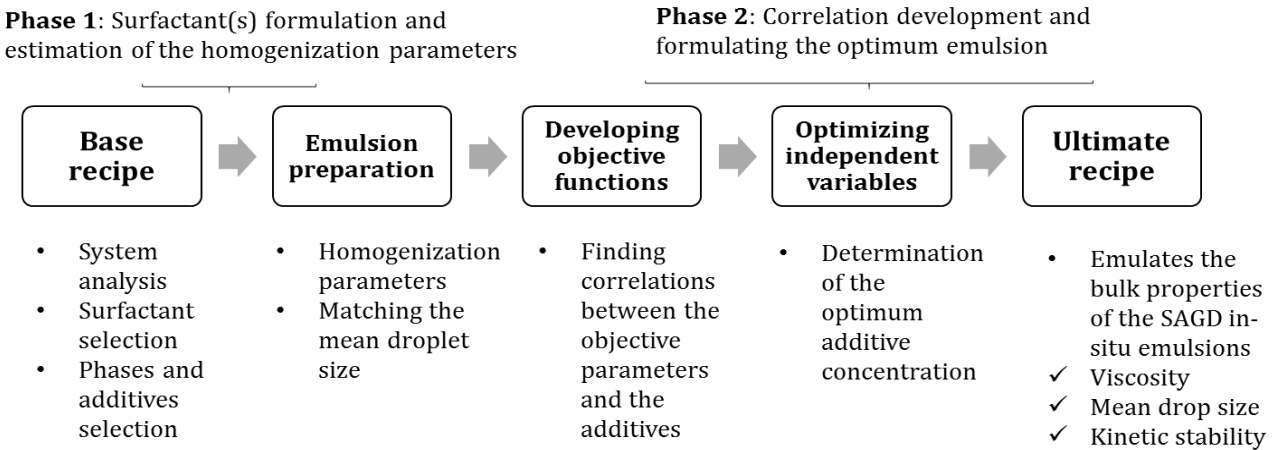 Phase 1: Surfactant(s) formulation and
estimation of the homogenization parameters
Phase 2: Correlation development and
formulating the optimum emulsion
Base
recipe
Emulsion
preparation
Developing
objective
functions
Optimizing
independent
variables
Ultimate
recipe
• System
analysis
• Surfactant
selection
• Phases and
additives
selection
• Homogenization
parameters
• Matching the
mean droplet
size
• Finding
correlations
between the
objective
parameters
and the
additives
• Determination
of the
optimum
additive
concentration
• Emulates the
bulk properties
of the SAGD in-
situ emulsions
✓ Viscosity
✓ Mean drop size
✓ Kinetic stability